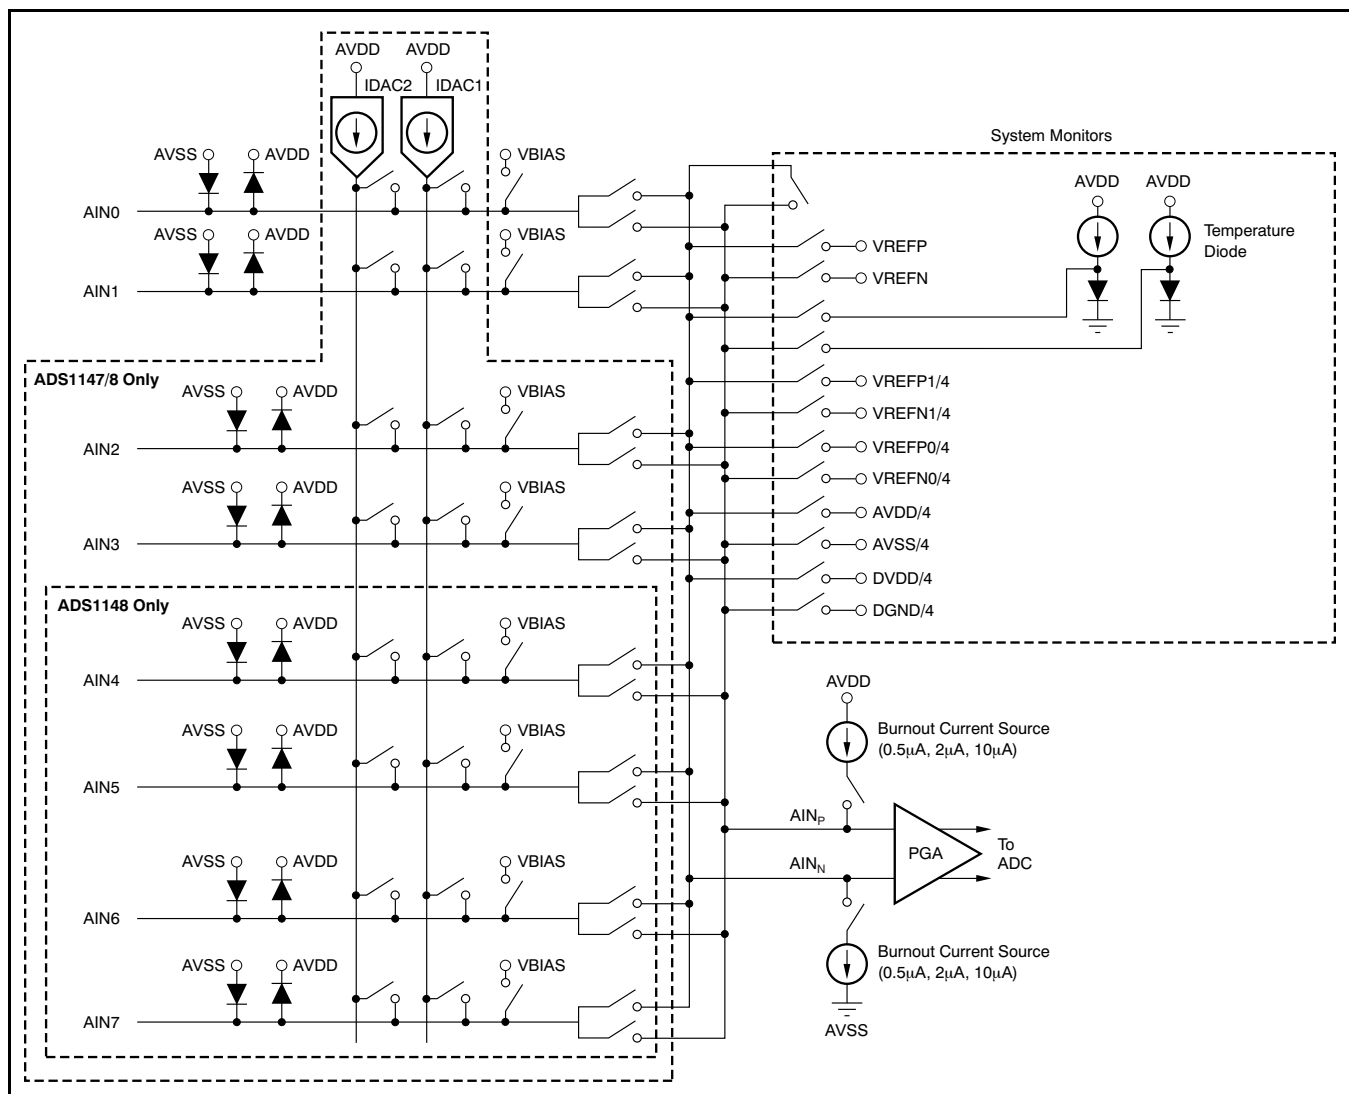 AVDD AVDD
IDAC2 IDAC1
System Monitors
AVSS AVDD VBIAS
AVDD AVDD
AIN0
Temperature
Diode
AVSS AVDD VBIAS
VREFP
VREFN
AIN1
ADS1147/8 Only
AVSS AVDD VBIAS
VREFP1/4
VREFN1/4
AIN2
VREFP0/4
VREFN0/4
AVSS AVDD VBIAS
AVDD/4
AIN3
AVSS/4
DVDD/4
DGND/4
ADS1148 Only
AVSS AVDD VBIAS
AIN4
AVDD
Burnout Current Source
(0.5μA, 2μA, 10μA)
AVSS AVDD VBIAS
AIN5
AINP
PGA
To
ADC
AINN
AVSS AVDD VBIAS
AIN6
Burnout Current Source
(0.5μA, 2μA, 10μA)
AVSS AVDD VBIAS
AIN7
AVSS